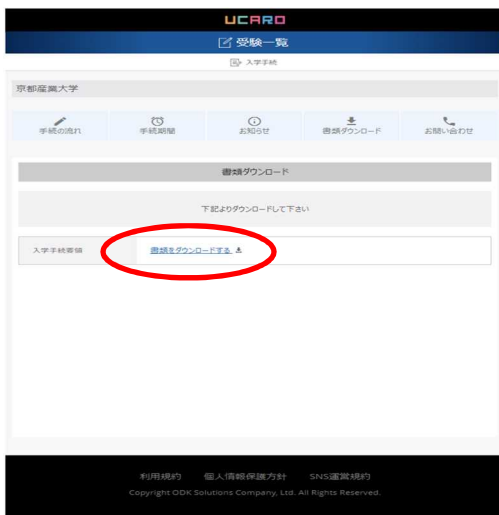 UCARO
受験一覧
入学手続
京都産業大学
手続の流れ
手続期間
お知らせ
書類ダウンロード
お問い合わせ
書類ダウンロード
下記よりダウンロードして下さい
入学手続書類
書類をダウンロードする
利用規約 個人情報保護方針 SNS運営規約
Copyright ODK Solutions Company, Ltd. All Rights Reserved.